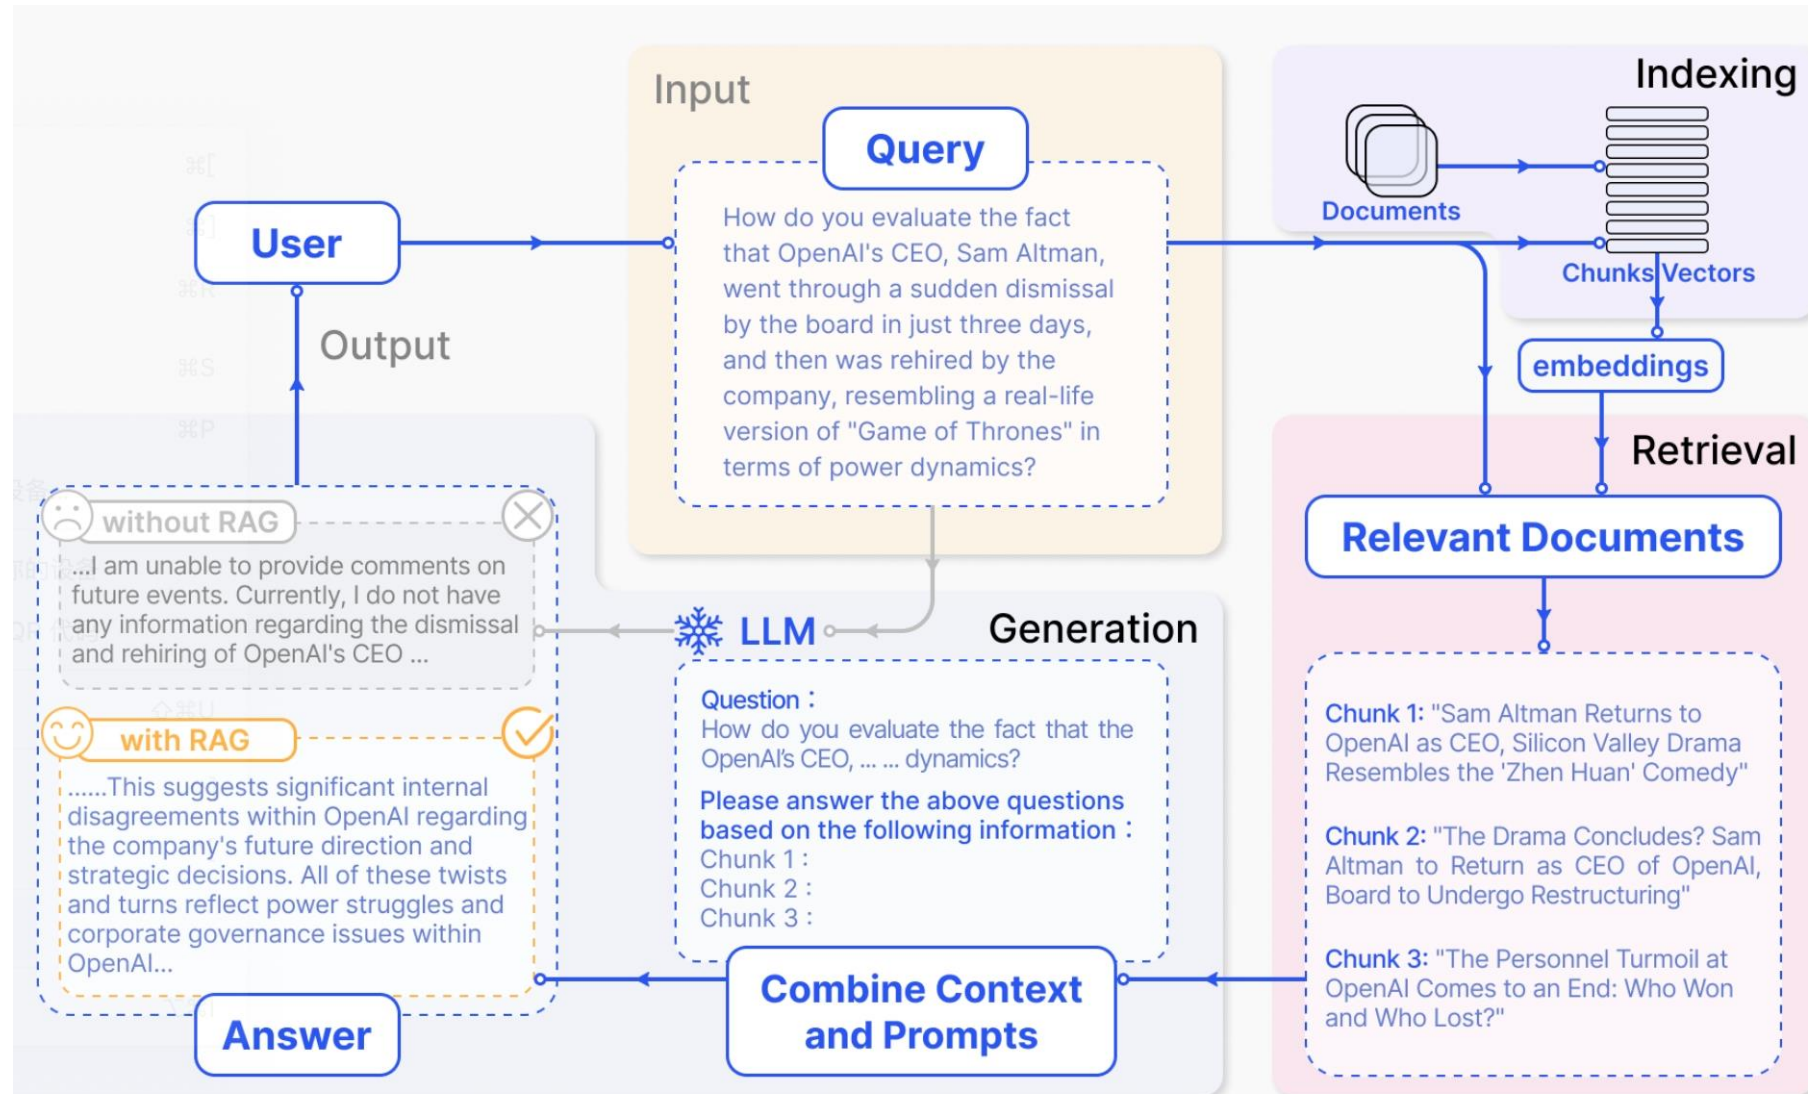 Input
Query
How do you evaluate the fact
that OpenAI's CEO, Sam Altman,
went through a sudden dismissal
by the board in just three days,
and then was rehired by the
company, resembling a real-life
version of "Game of Thrones" in
terms of power dynamics?
Indexing
Documents
Chunks Vectors
embeddings
User
Output
⌘[
⌘]
⌘R
⌘S
⌘P
⇧⌘U
Retrieval
Relevant Documents
Chunk 1: "Sam Altman Returns to
OpenAI as CEO, Silicon Valley Drama
Resembles the 'Zhen Huan' Comedy"
Chunk 2: "The Drama Concludes? Sam
Altman to Return as CEO of OpenAI,
Board to Undergo Restructuring"
Chunk 3: "The Personnel Turmoil at
OpenAI Comes to an End: Who Won
and Who Lost?"
LLM
Generation
Question :
How do you evaluate the fact that the
OpenAI's CEO, ... ... dynamics?
Please answer the above questions
based on the following information :
Chunk 1 :
Chunk 2 :
Chunk 3 :
Combine Context
and Prompts
without RAG
...I am unable to provide comments on
future events. Currently, I do not have
any information regarding the dismissal
and rehiring of OpenAI's CEO ...
with RAG
......This suggests significant internal
disagreements within OpenAI regarding
the company's future direction and
strategic decisions. All of these twists
and turns reflect power struggles and
corporate governance issues within
OpenAI...
Answer